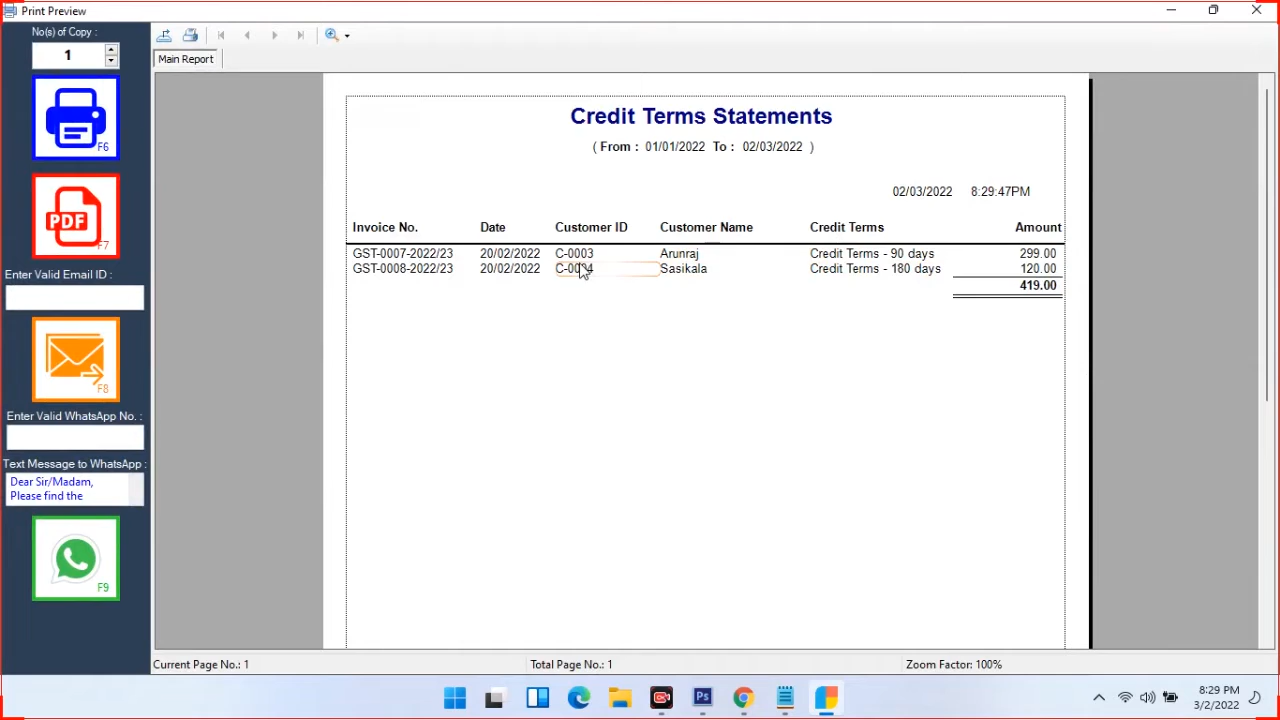 Print Preview
No(s) of Copy :
1
F6
PDF
F7
Enter Valid Email ID :
F8
Enter Valid WhatsApp No. :
Text Message to WhatsApp :
Dear Sir/Madam,
Please find the
F9
Main Report
Credit Terms Statements
( From : 01/01/2022 To : 02/03/2022 )
02/03/2022 8:29:47PM
Invoice No. Date Customer ID Customer Name Credit Terms Amount
GST-0007-2022/23 20/02/2022 C-0003 Arunraj Credit Terms - 90 days 299.00
GST-0008-2022/23 20/02/2022 C-0004 Sasikala Credit Terms - 180 days 120.00
419.00
Current Page No.: 1 Total Page No.: 1 Zoom Factor: 100%
Ps
8:29 PM
3/2/2022